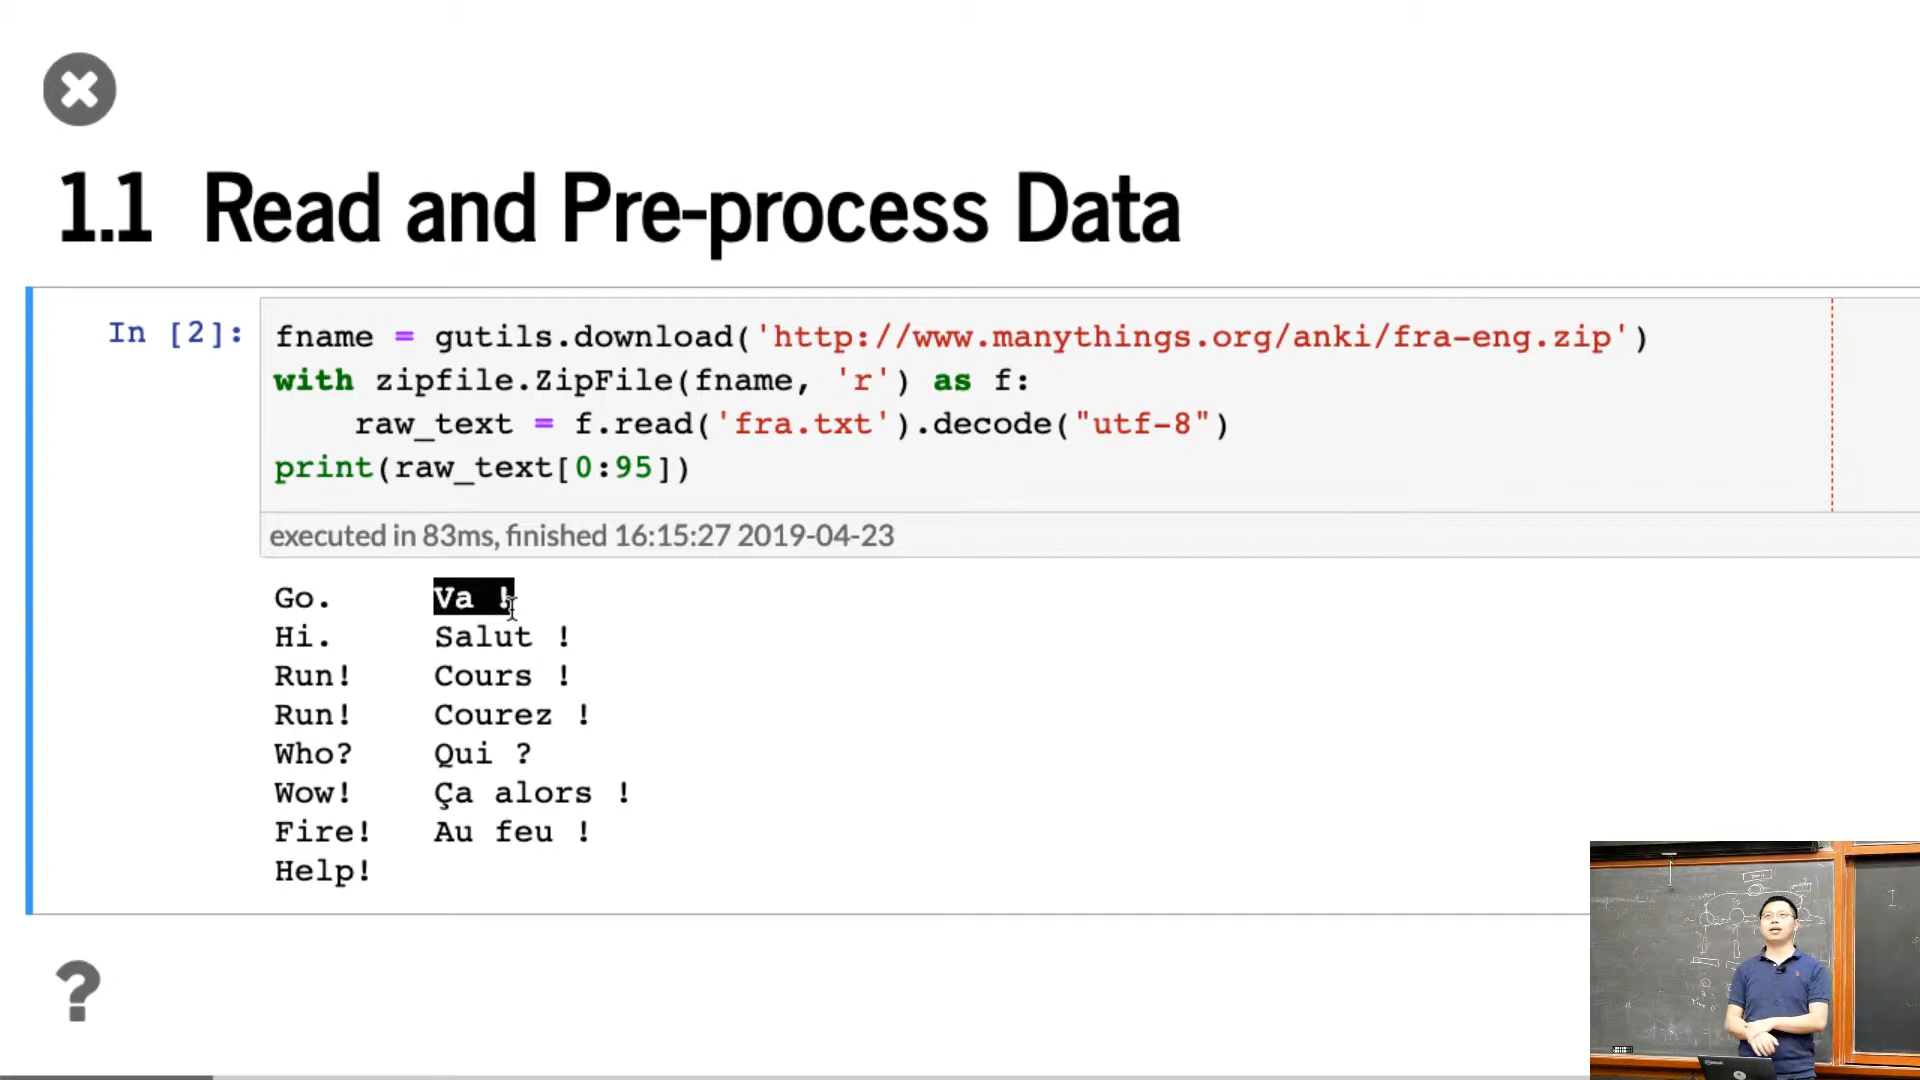 1.1 Read and Pre-process Data
In [2]:
fname = gutils.download('http://www.manythings.org/anki/fra-eng.zip')
with zipfile.ZipFile(fname, 'r') as f:
    raw_text = f.read('fra.txt').decode("utf-8")
print(raw_text[0:95])
executed in 83ms, finished 16:15:27 2019-04-23
Go. Va !
Hi. Salut !
Run! Cours !
Run! Courez !
Who? Qui ?
Wow! Ça alors !
Fire! Au feu !
Help!
?